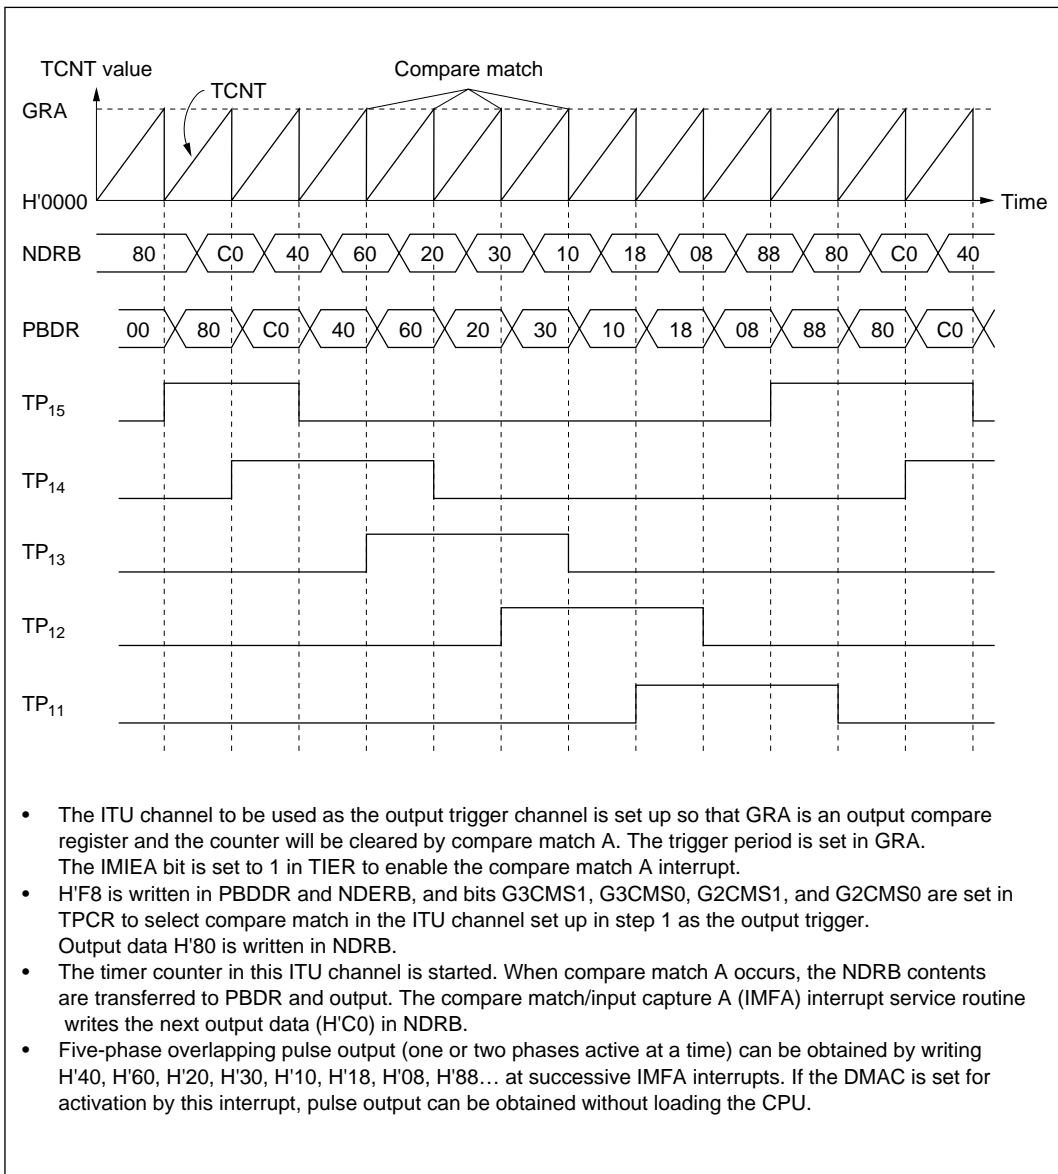 TCNT value
Compare match
TCNT
GRA
H'0000
Time
NDRB 80 C0 40 60 20 30 10 18 08 88 80 C0 40
PBDR 00 80 C0 40 60 20 30 10 18 08 88 80 C0
TP15
TP14
TP13
TP12
TP11
• The ITU channel to be used as the output trigger channel is set up so that GRA is an output compare
register and the counter will be cleared by compare match A. The trigger period is set in GRA.
The IMIEA bit is set to 1 in TIER to enable the compare match A interrupt.
• H'F8 is written in PBDDR and NDERB, and bits G3CMS1, G3CMS0, G2CMS1, and G2CMS0 are set in
TPCR to select compare match in the ITU channel set up in step 1 as the output trigger.
Output data H'80 is written in NDRB.
• The timer counter in this ITU channel is started. When compare match A occurs, the NDRB contents
are transferred to PBDR and output. The compare match/input capture A (IMFA) interrupt service routine
writes the next output data (H'C0) in NDRB.
• Five-phase overlapping pulse output (one or two phases active at a time) can be obtained by writing
H'40, H'60, H'20, H'30, H'10, H'18, H'08, H'88… at successive IMFA interrupts. If the DMAC is set for
activation by this interrupt, pulse output can be obtained without loading the CPU.